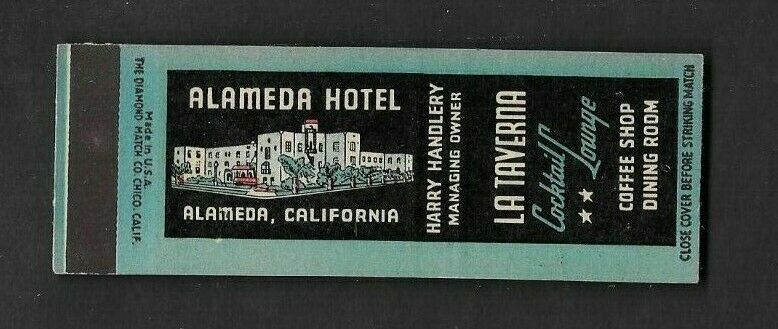 ALAMEDA HOTEL
ALAMEDA, CALIFORNIA
HARRY HANDLERY
MANAGING OWNER
LA TAVERNA
Cocktail
Lounge
COFFEE SHOP
DINING ROOM
CLOSE COVER BEFORE STRIKING MATCH
Made in U.S.A.
THE DIAMOND MATCH CO. CHICO, CALIF.